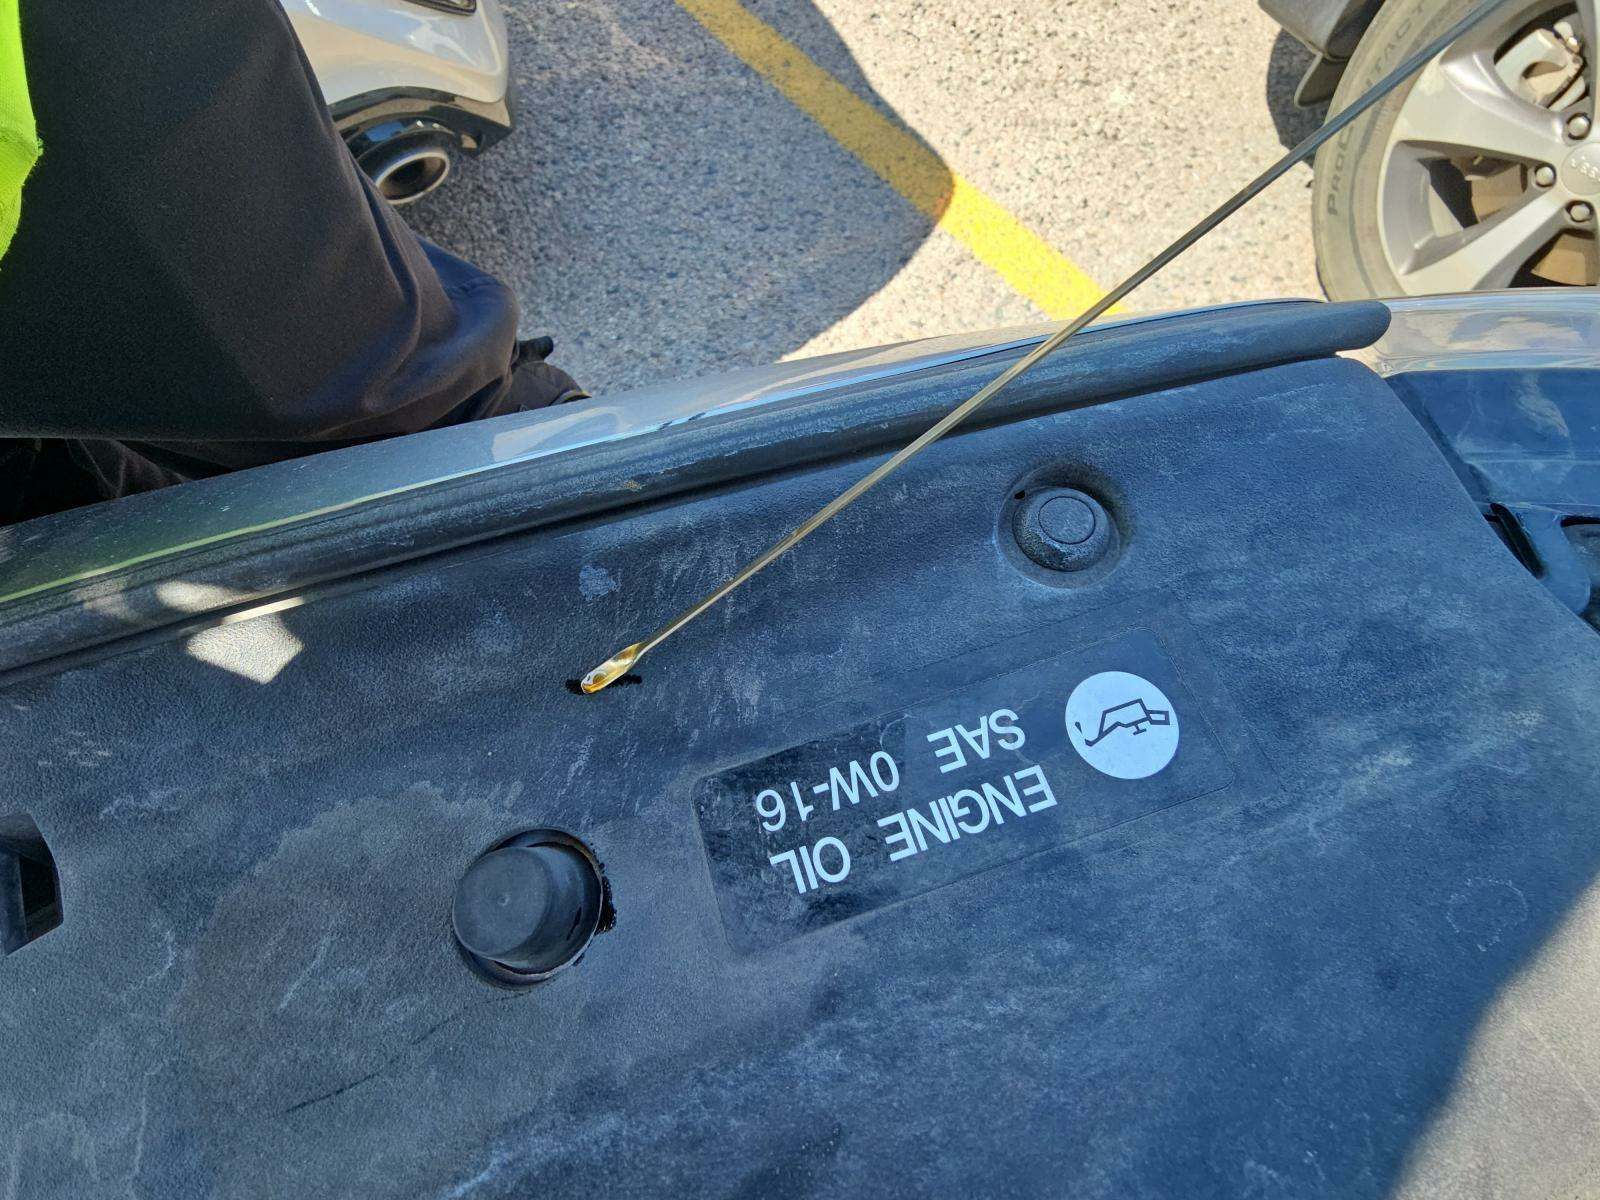 ENGINE OIL
SAE 0W-16